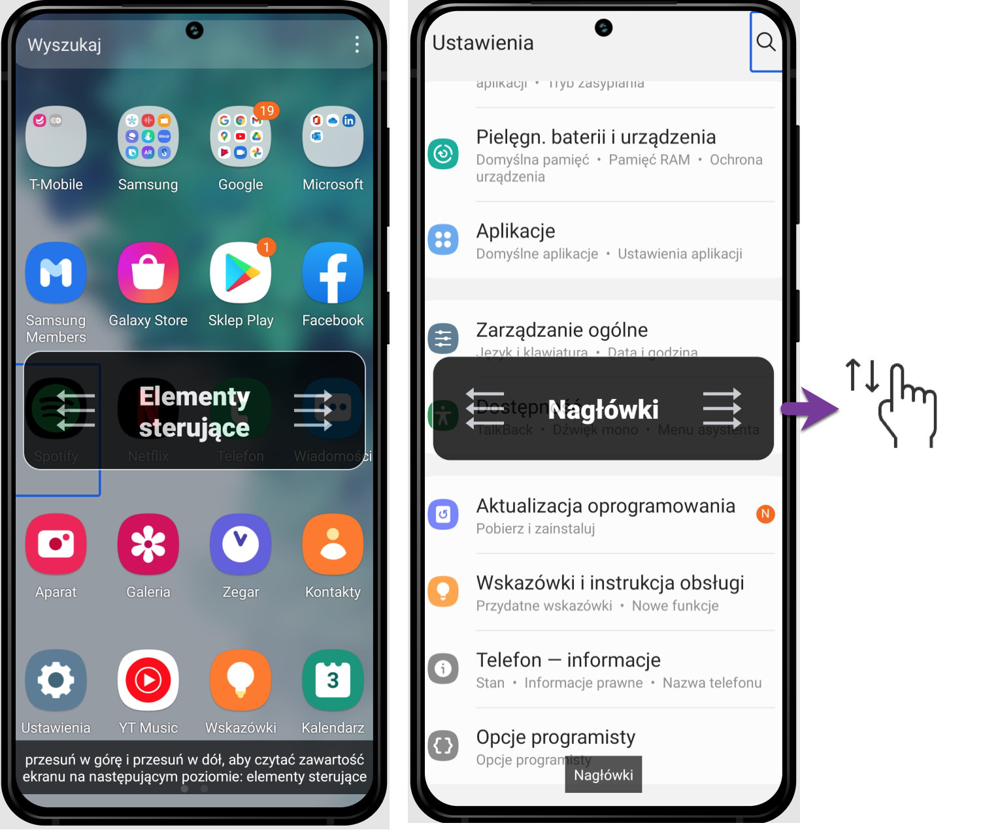 Wyszukaj
19
T-Mobile
Samsung
Google
Microsoft
1
Samsung
Members
Galaxy Store
Sklep Play
Facebook
Elementy
sterujące
Spotify
Netflix
Telefon
Wiadomości
Aparat
Galeria
Zegar
Kontakty
3
Ustawienia
YT Music
Wskazówki
Kalendarz
przesuń w górę i przesuń w dół, aby czytać zawartość
ekranu na następującym poziomie: elementy sterujące
Ustawienia
aplikacji • Tryb zasypiania
Pielęgn. baterii i urządzenia
Domyślna pamięć • Pamięć RAM • Ochrona
urządzenia
Aplikacje
Domyślne aplikacje • Ustawienia aplikacji
Zarządzanie ogólne
Język i klawiatura • Data i godzina
Dostępność
Nagłówki
TalkBack • Dźwięk mono • Menu asystenta
Aktualizacja oprogramowania
N
Pobierz i zainstaluj
Wskazówki i instrukcja obsługi
Przydatne wskazówki • Nowe funkcje
Telefon — informacje
Stan • Informacje prawne • Nazwa telefonu
Opcje programisty
Opcje programisty
Nagłówki